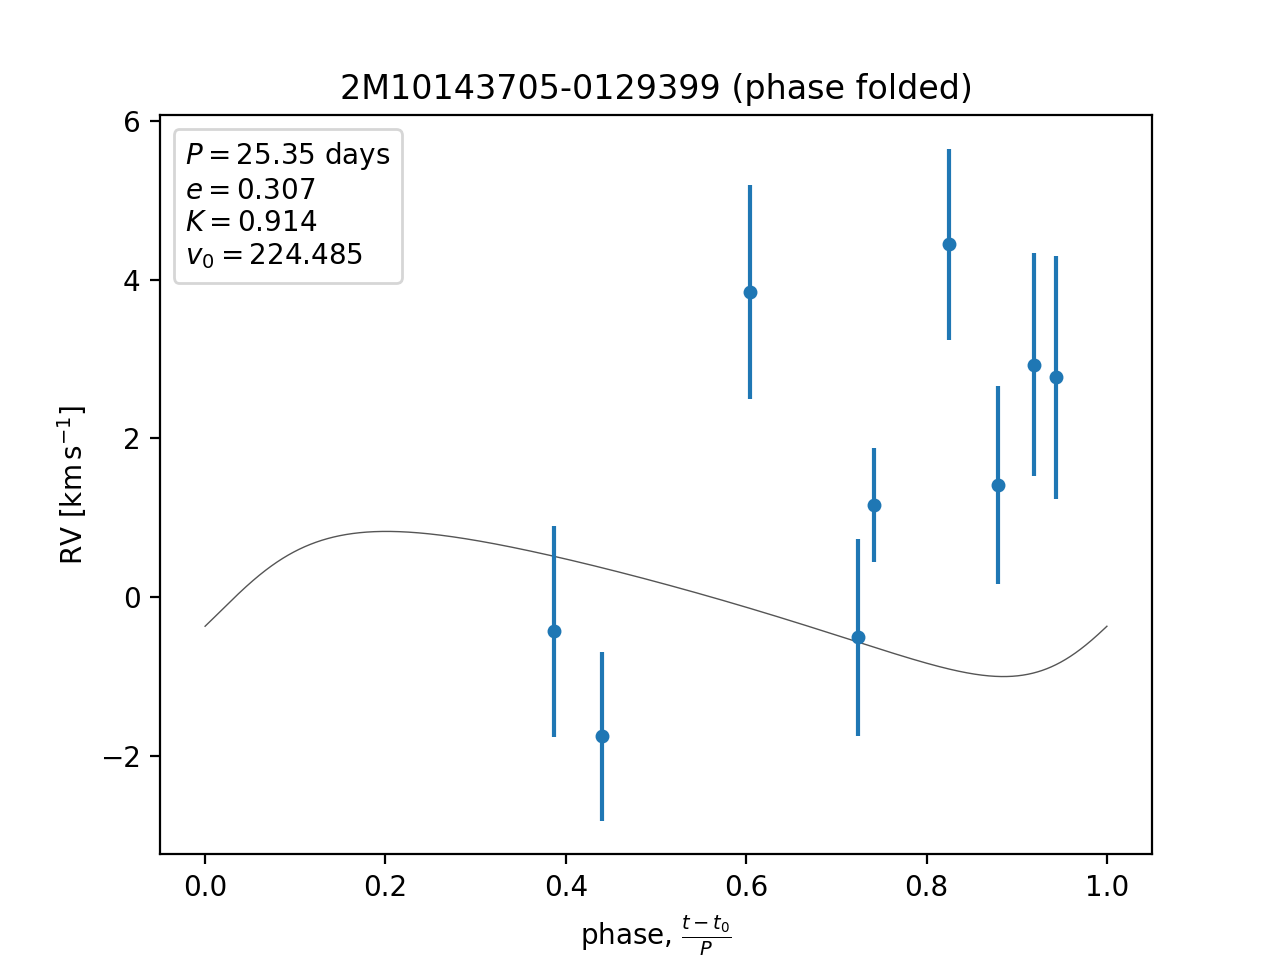 2M10143705-0129399 (phase folded)
P = 25.35 days
e = 0.307
K = 0.914
v₀ = 224.485
RV [km s⁻¹]
6
4
2
0
−2
0.0 0.2 0.4 0.6 0.8 1.0
phase, (t − t₀)/P